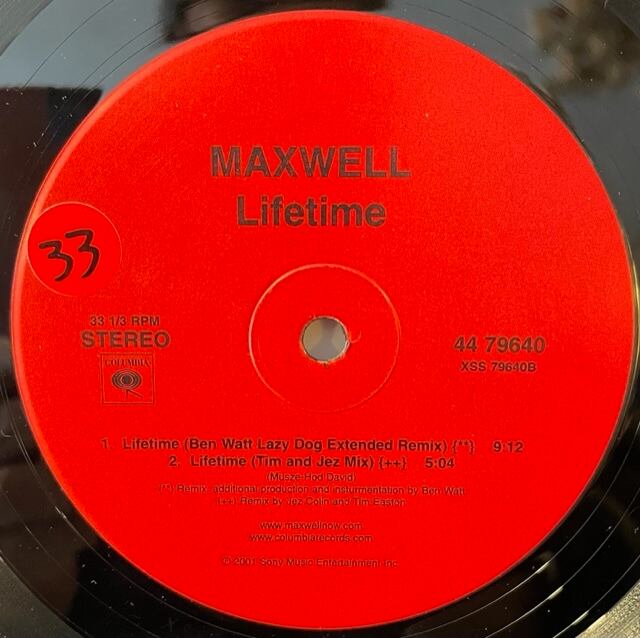 MAXWELL
Lifetime
33
33 1/3 RPM
STEREO
COLUMBIA
44 79640
XSS 79640B
1. Lifetime (Ben Watt Lazy Dog Extended Remix) {**} 9:12
2. Lifetime (Tim and Jez Mix) {++} 5:04
(Musze-Hod David)
(**) Remix, additional production and insturmentation by Ben Watt
(++) Remix by Jez Colin and Tim Easton
www.maxwellnow.com
www.columbiarecords.com
© 2001 Sony Music Entertainment Inc.